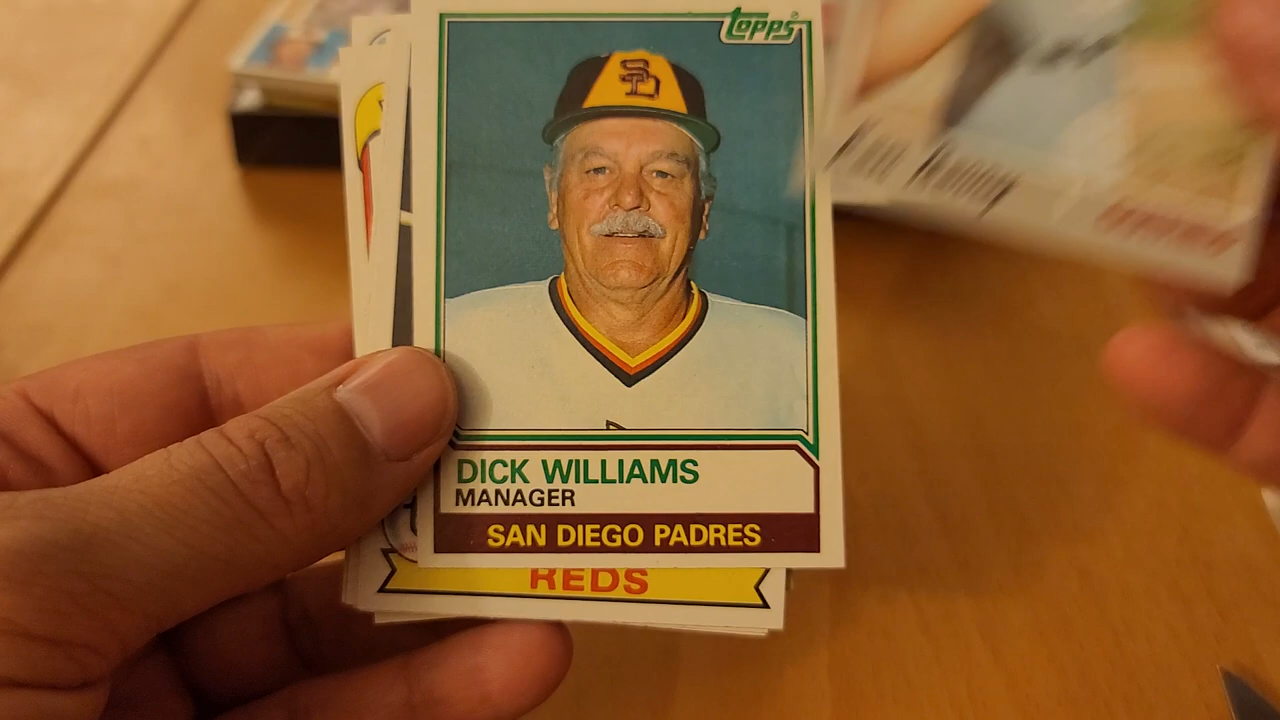 Topps
SD
DICK WILLIAMS
MANAGER
SAN DIEGO PADRES
REDS